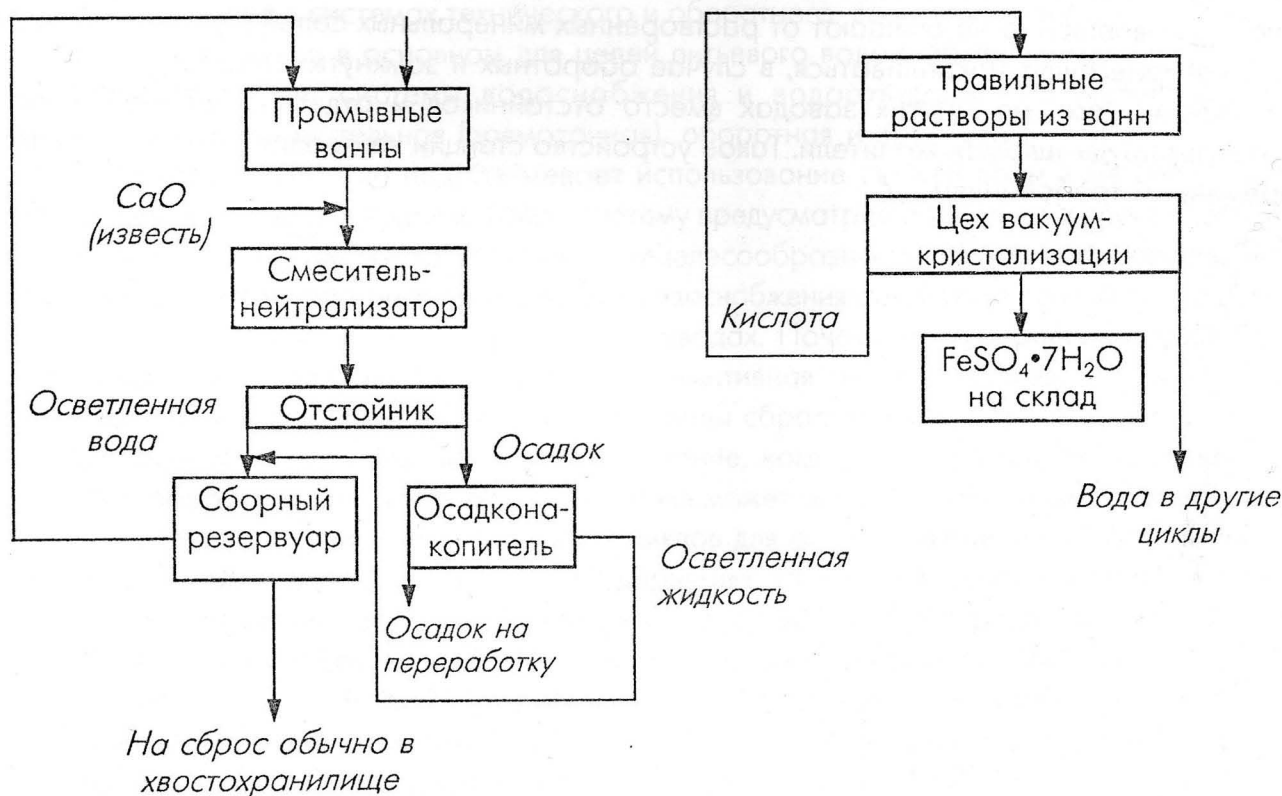 Промывные
ванны
CaO
(известь)
Смеситель-
нейтрализатор
Отстойник
Осветленная
вода
Осадок
Сборный
резервуар
Осадкона-
копитель
Осветленная
жидкость
Осадок на
переработку
На сброс обычно в
хвостохранилище
Травильные
растворы из ванн
Цех вакуум-
кристализации
Кислота
FeSO₄•7H₂O
на склад
Вода в другие
циклы